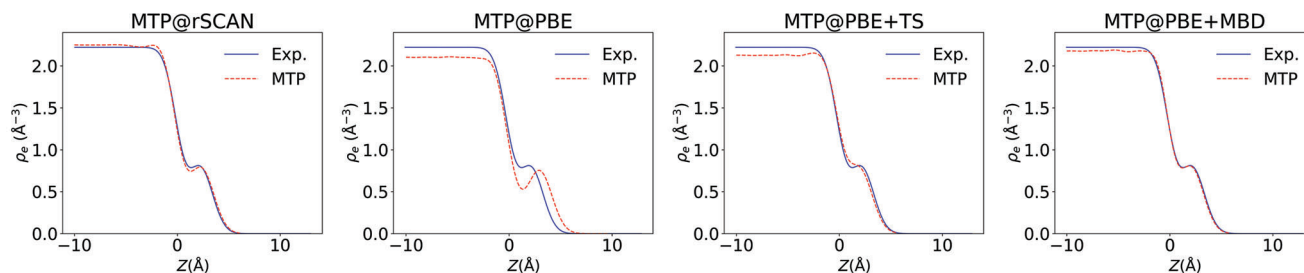 MTP@rSCAN
ρₑ (Å⁻³)
2.0
1.5
1.0
0.5
0.0
Exp.
MTP
−10
0
10
Z(Å)
MTP@PBE
ρₑ (Å⁻³)
2.0
1.5
1.0
0.5
0.0
Exp.
MTP
−10
0
10
Z(Å)
MTP@PBE+TS
ρₑ (Å⁻³)
2.0
1.5
1.0
0.5
0.0
Exp.
MTP
−10
0
10
Z(Å)
MTP@PBE+MBD
ρₑ (Å⁻³)
2.0
1.5
1.0
0.5
0.0
Exp.
MTP
−10
0
10
Z(Å)